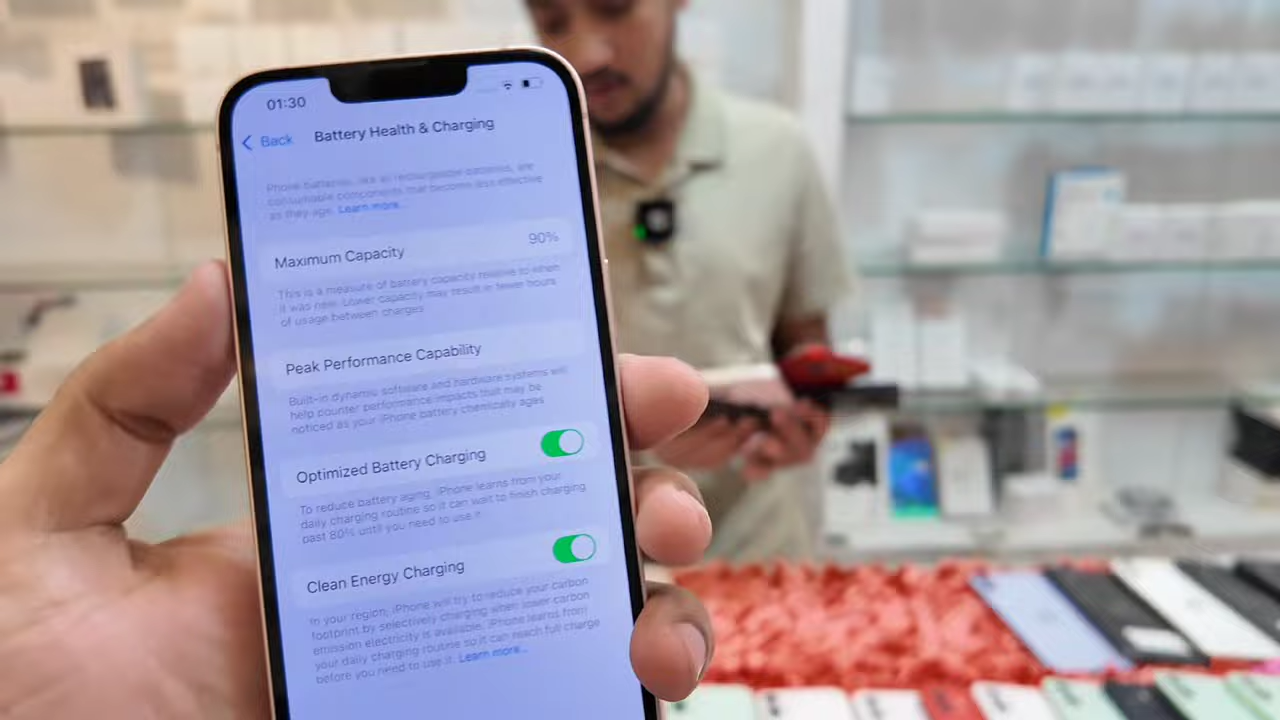 01:30
Back
Battery Health & Charging
Phone batteries, like all rechargeable batteries, are
consumable components that become less effective
as they age. Learn more...
Maximum Capacity
90%
This is a measure of battery capacity relative to when
it was new. Lower capacity may result in fewer hours
of usage between charges.
Peak Performance Capability
Built-in dynamic software and hardware systems will
help counter performance impacts that may be
noticed as your iPhone battery chemically ages
Optimized Battery Charging
To reduce battery aging, iPhone learns from your
daily charging routine so it can wait to finish charging
past 80% until you need to use it.
Clean Energy Charging
In your region, iPhone will try to reduce your carbon
footprint by selectively charging when lower carbon
emission electricity is available. iPhone learns from
your daily charging routine so it can reach full charge
before you need to use it. Learn more...